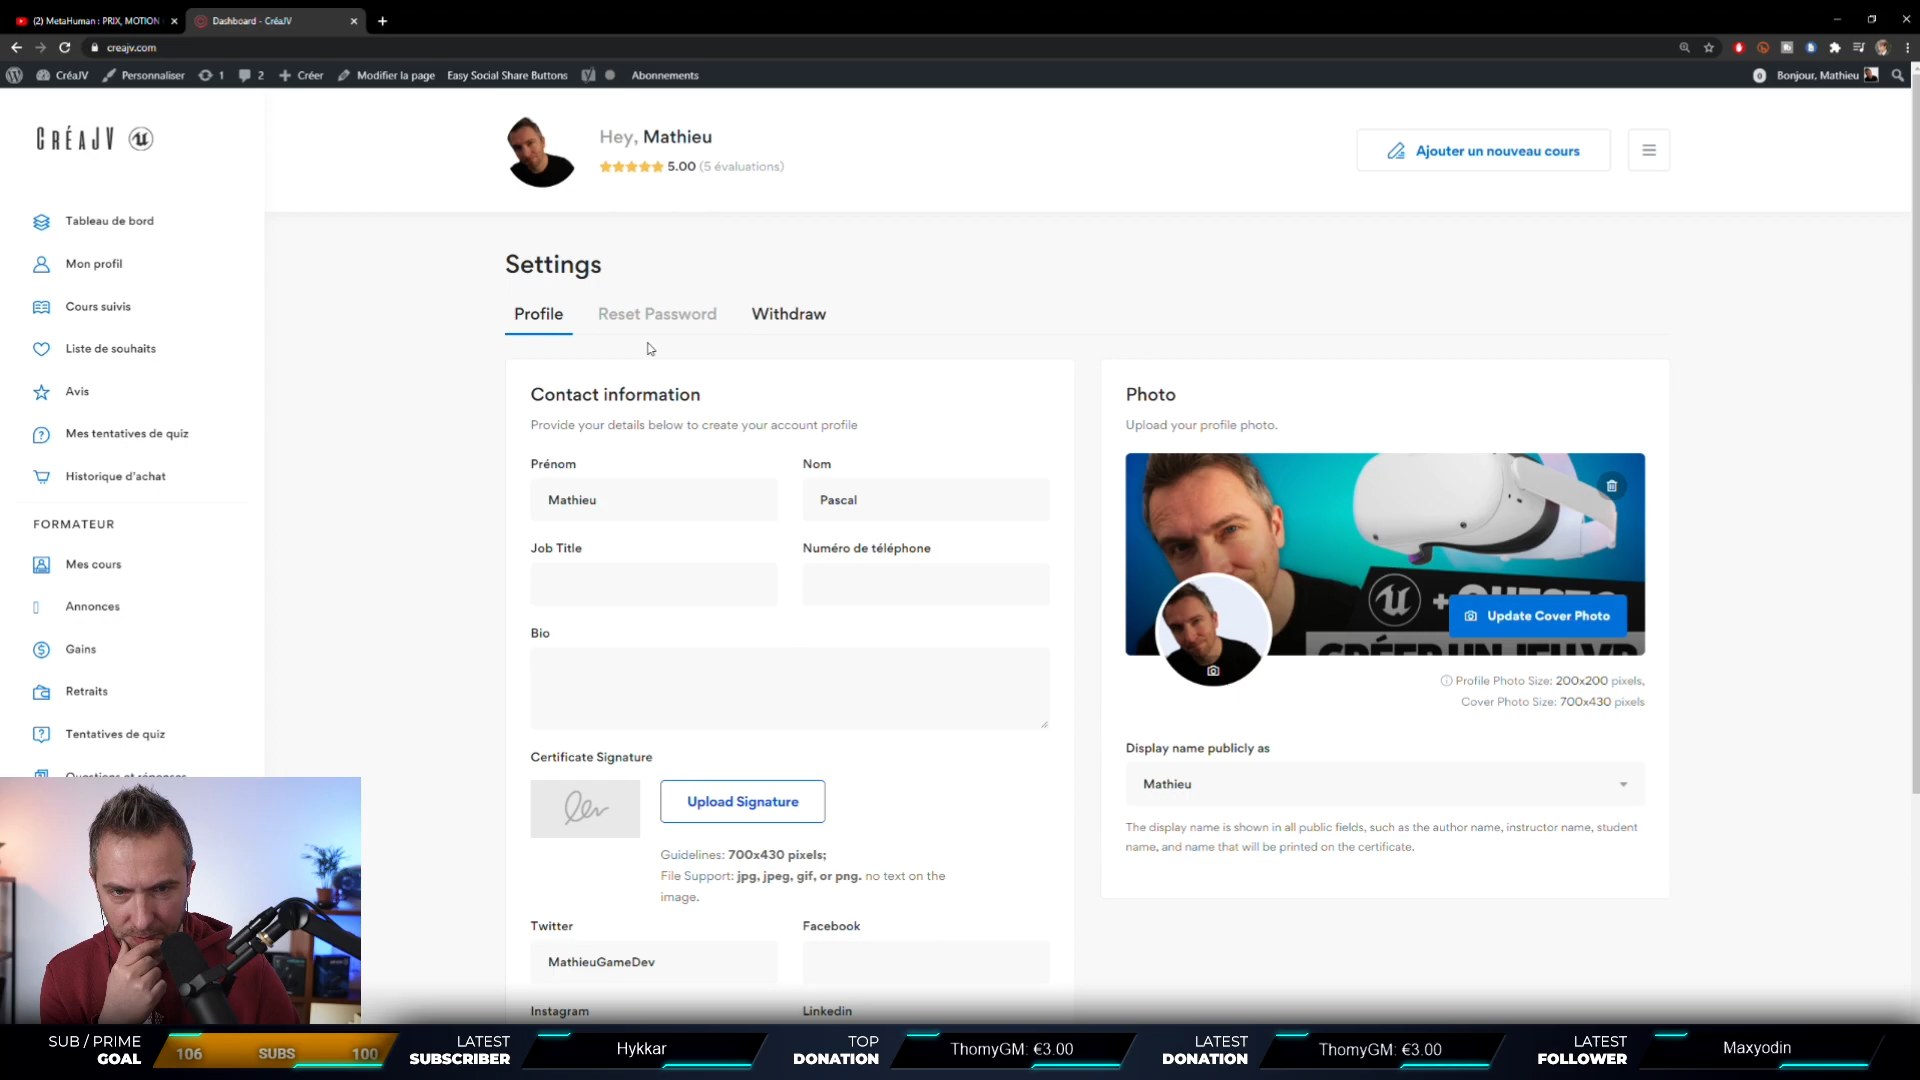 (2) MetaHuman : PRIX, MOTION
Dashboard - CréaJV
creajv.com
CréaJV
Personnaliser
1
2
Créer
Modifier la page
Easy Social Share Buttons
Abonnements
0
Bonjour, Mathieu
CRÉAJV
Hey, Mathieu
5.00 (5 évaluations)
Ajouter un nouveau cours
Tableau de bord
Mon profil
Cours suivis
Liste de souhaits
Avis
Mes tentatives de quiz
Historique d'achat
FORMATEUR
Mes cours
Annonces
Gains
Retraits
Tentatives de quiz
Questions et réponses
Settings
Profile
Reset Password
Withdraw
Contact information
Provide your details below to create your account profile
Prénom
Nom
Mathieu
Pascal
Job Title
Numéro de téléphone
Bio
Certificate Signature
Upload Signature
Guidelines: 700x430 pixels;
File Support: jpg, jpeg, gif, or png. no text on the
image.
Twitter
Facebook
MathieuGameDev
Instagram
Linkedin
Photo
Upload your profile photo.
Update Cover Photo
Profile Photo Size: 200x200 pixels,
Cover Photo Size: 700x430 pixels
Display name publicly as
Mathieu
The display name is shown in all public fields, such as the author name, instructor name, student
name, and name that will be printed on the certificate.
SUB / PRIME
GOAL
106 SUBS 100
LATEST
SUBSCRIBER
Hykkar
TOP
DONATION
ThomyGM: €3.00
LATEST
DONATION
ThomyGM: €3.00
LATEST
FOLLOWER
Maxyodin